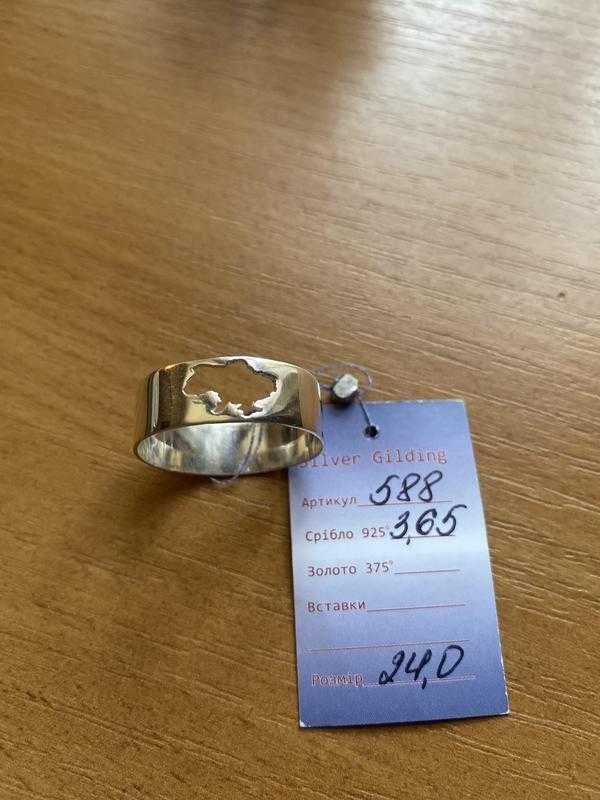 Silver Gilding
Артикул 588
Срібло 925° 3,65
Золото 375°
Вставки
Розмір 24,0